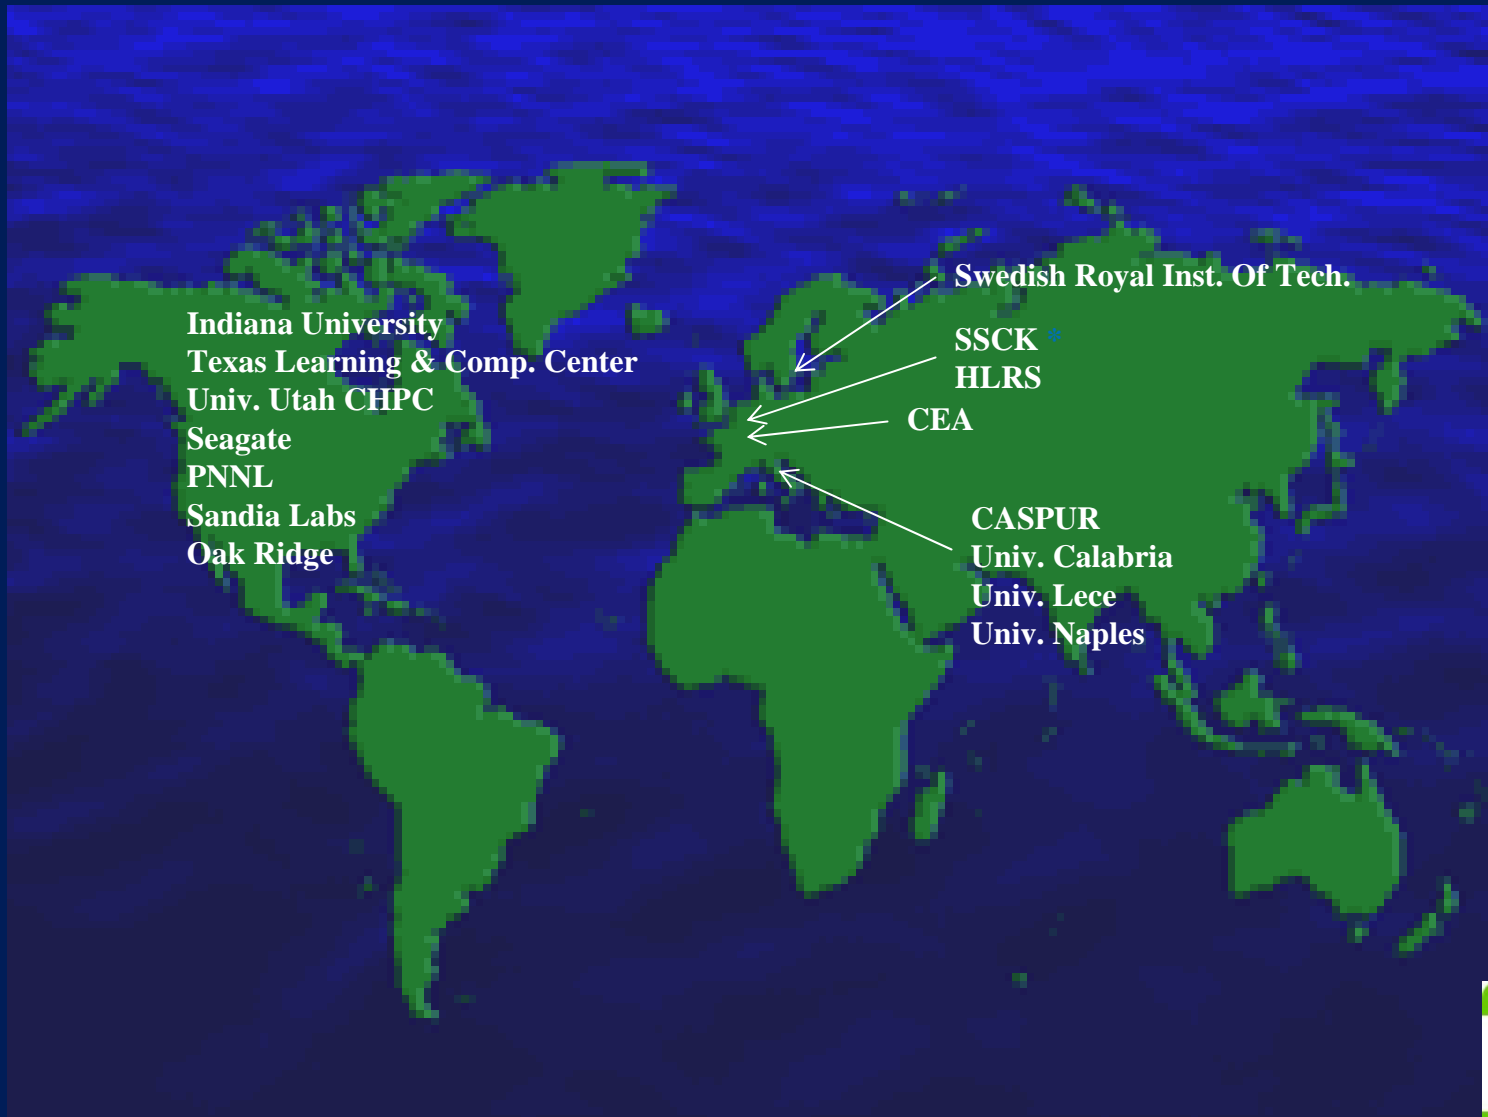 Indiana University
Texas Learning & Comp. Center
Univ. Utah CHPC
Seagate
PNNL
Sandia Labs
Oak Ridge
Swedish Royal Inst. Of Tech.
SSCK *
HLRS
CEA
CASPUR
Univ. Calabria
Univ. Lece
Univ. Naples